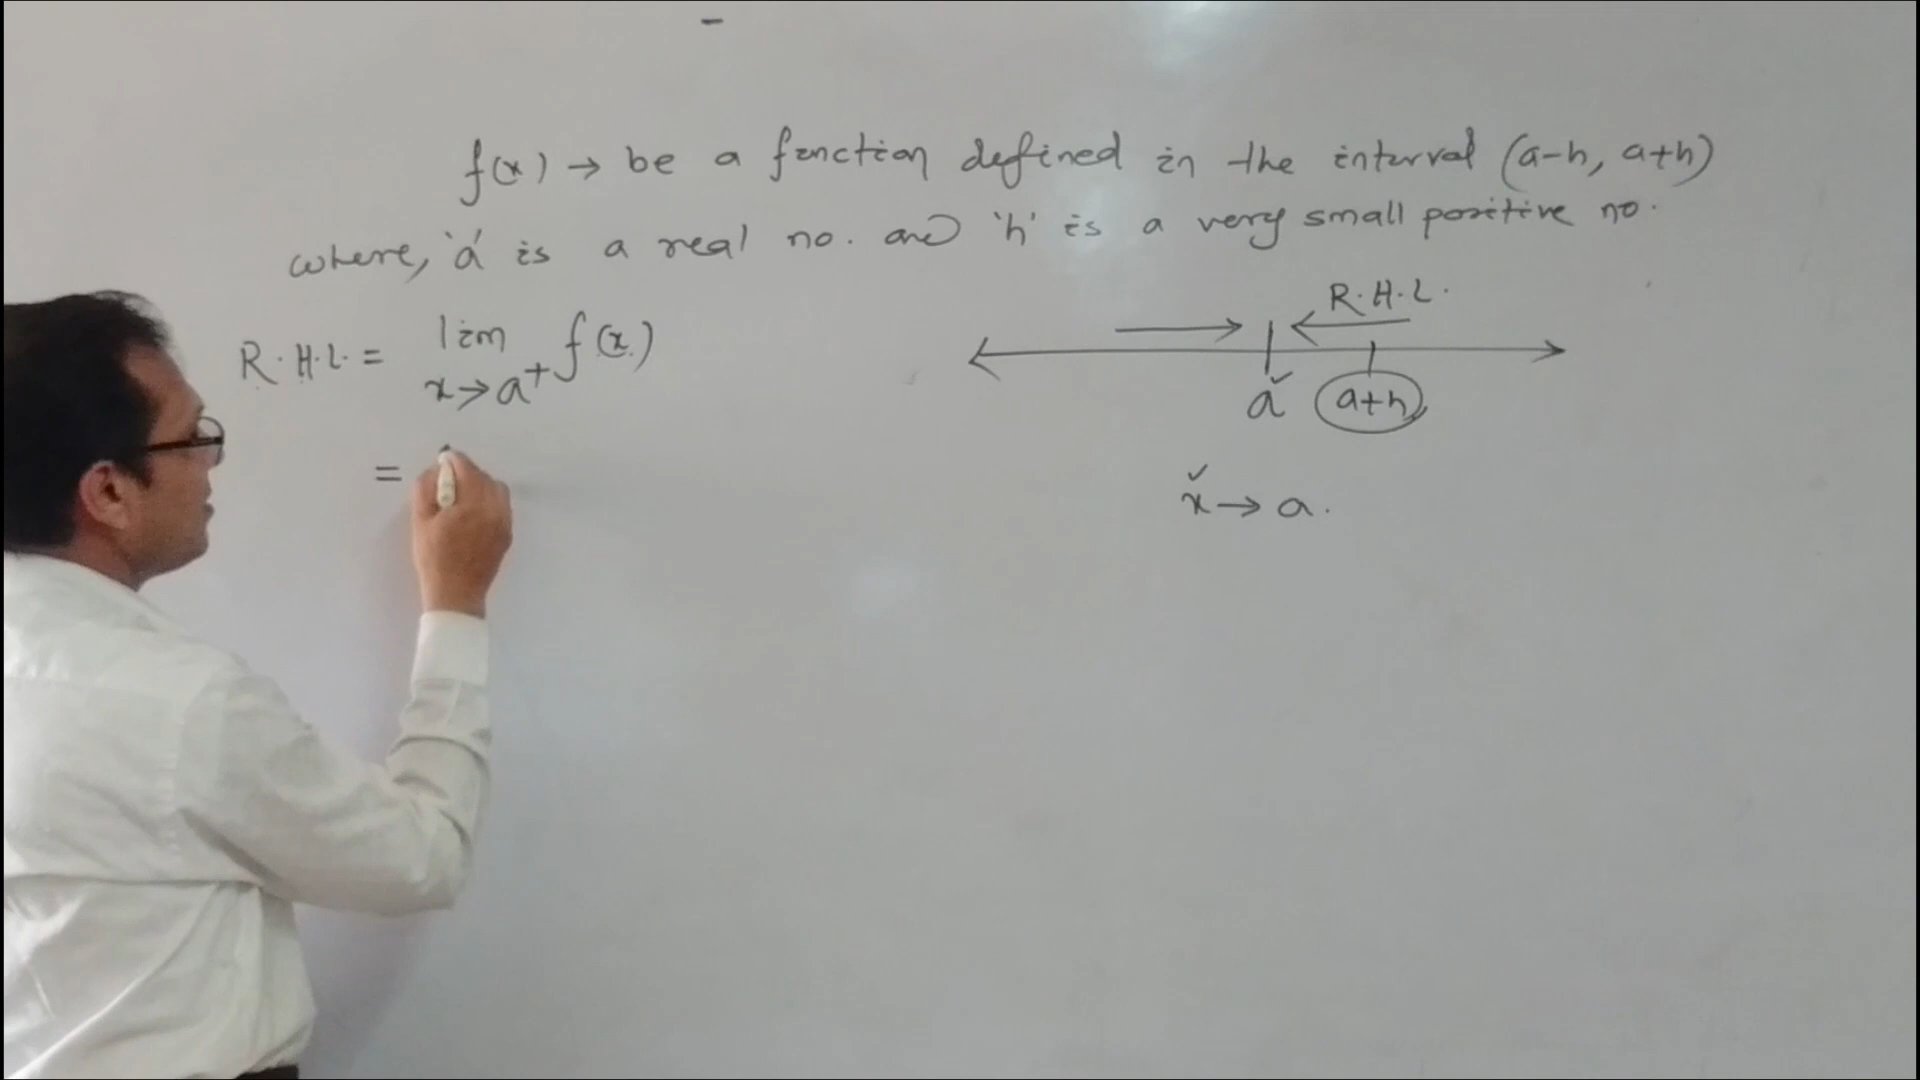 f(x) → be a function defined in the interval (a-h, a+h)
where, 'a' is a real no. and 'h' is a very small positive no.
R.H.L. = lim f(x)
x→a+
=
R.H.L.
a a+h
x → a.